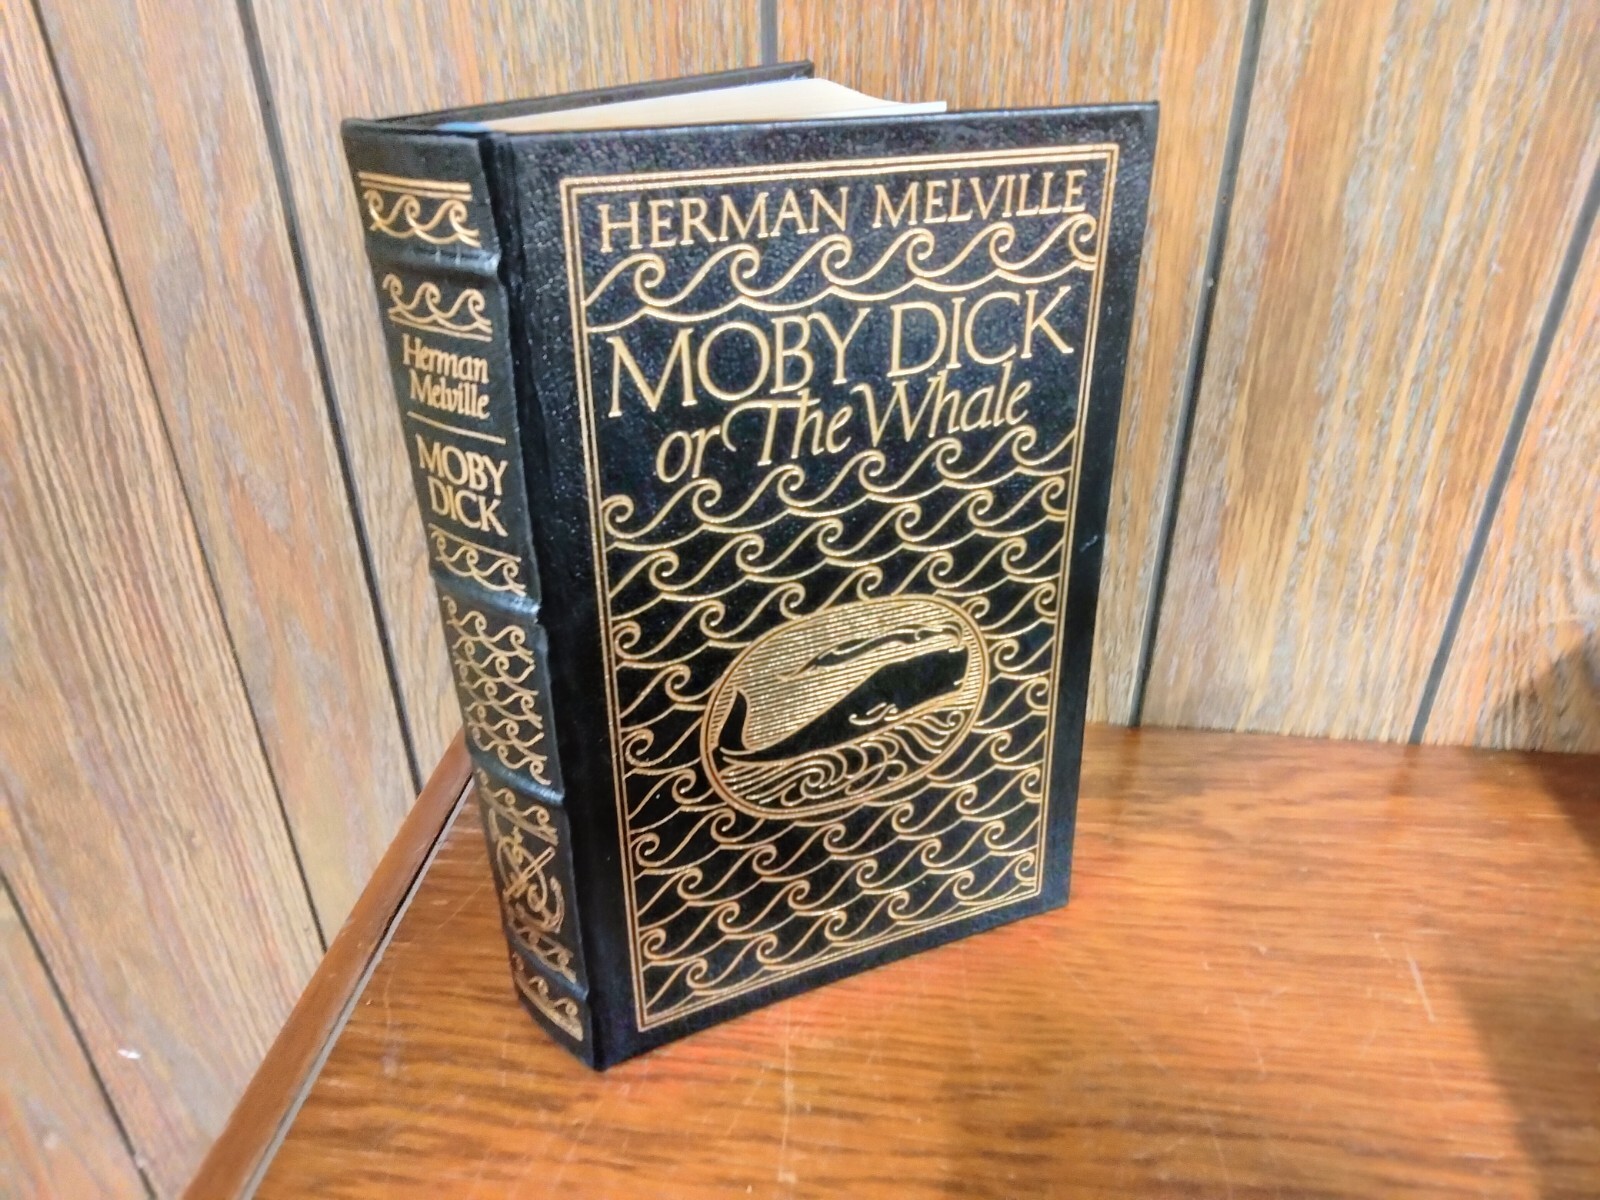 Herman
Melville
MOBY
DICK
HERMAN MELVILLE
MOBY DICK
or The Whale